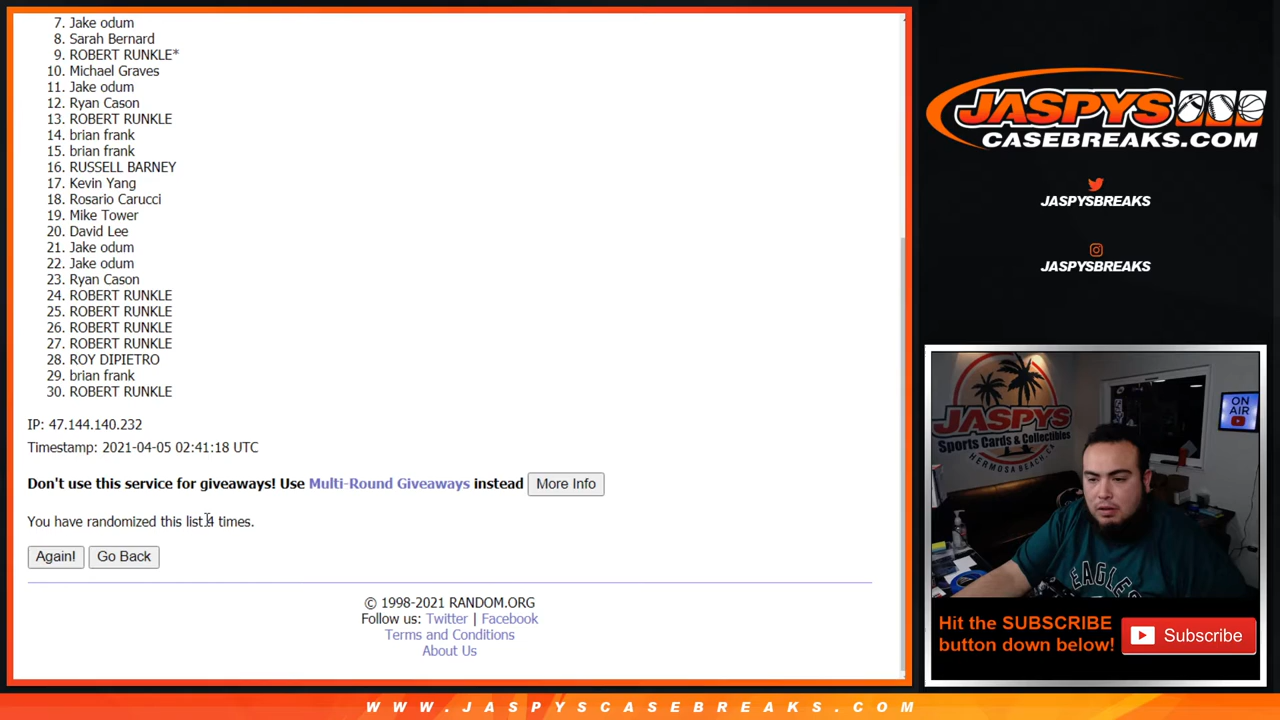 7. Jake odum
8. Sarah Bernard
9. ROBERT RUNKLE*
10. Michael Graves
11. Jake odum
12. Ryan Cason
13. ROBERT RUNKLE
14. brian frank
15. brian frank
16. RUSSELL BARNEY
17. Kevin Yang
18. Rosario Carucci
19. Mike Tower
20. David Lee
21. Jake odum
22. Jake odum
23. Ryan Cason
24. ROBERT RUNKLE
25. ROBERT RUNKLE
26. ROBERT RUNKLE
27. ROBERT RUNKLE
28. ROY DIPIETRO
29. brian frank
30. ROBERT RUNKLE
IP: 47.144.140.232
Timestamp: 2021-04-05 02:41:18 UTC
Don't use this service for giveaways! Use Multi-Round Giveaways instead More Info
You have randomized this list 4 times.
Again! Go Back
© 1998-2021 RANDOM.ORG
Follow us: Twitter | Facebook
Terms and Conditions
About Us
JASPYS
CASEBREAKS.COM
JASPYSBREAKS
JASPYSBREAKS
JASPYS
Sports Cards & Collectibles
HERMOSA BEACH, CA
ON
AIR
EAGLES
Hit the SUBSCRIBE
button down below!
Subscribe
WWW.JASPYSCASEBREAKS.COM